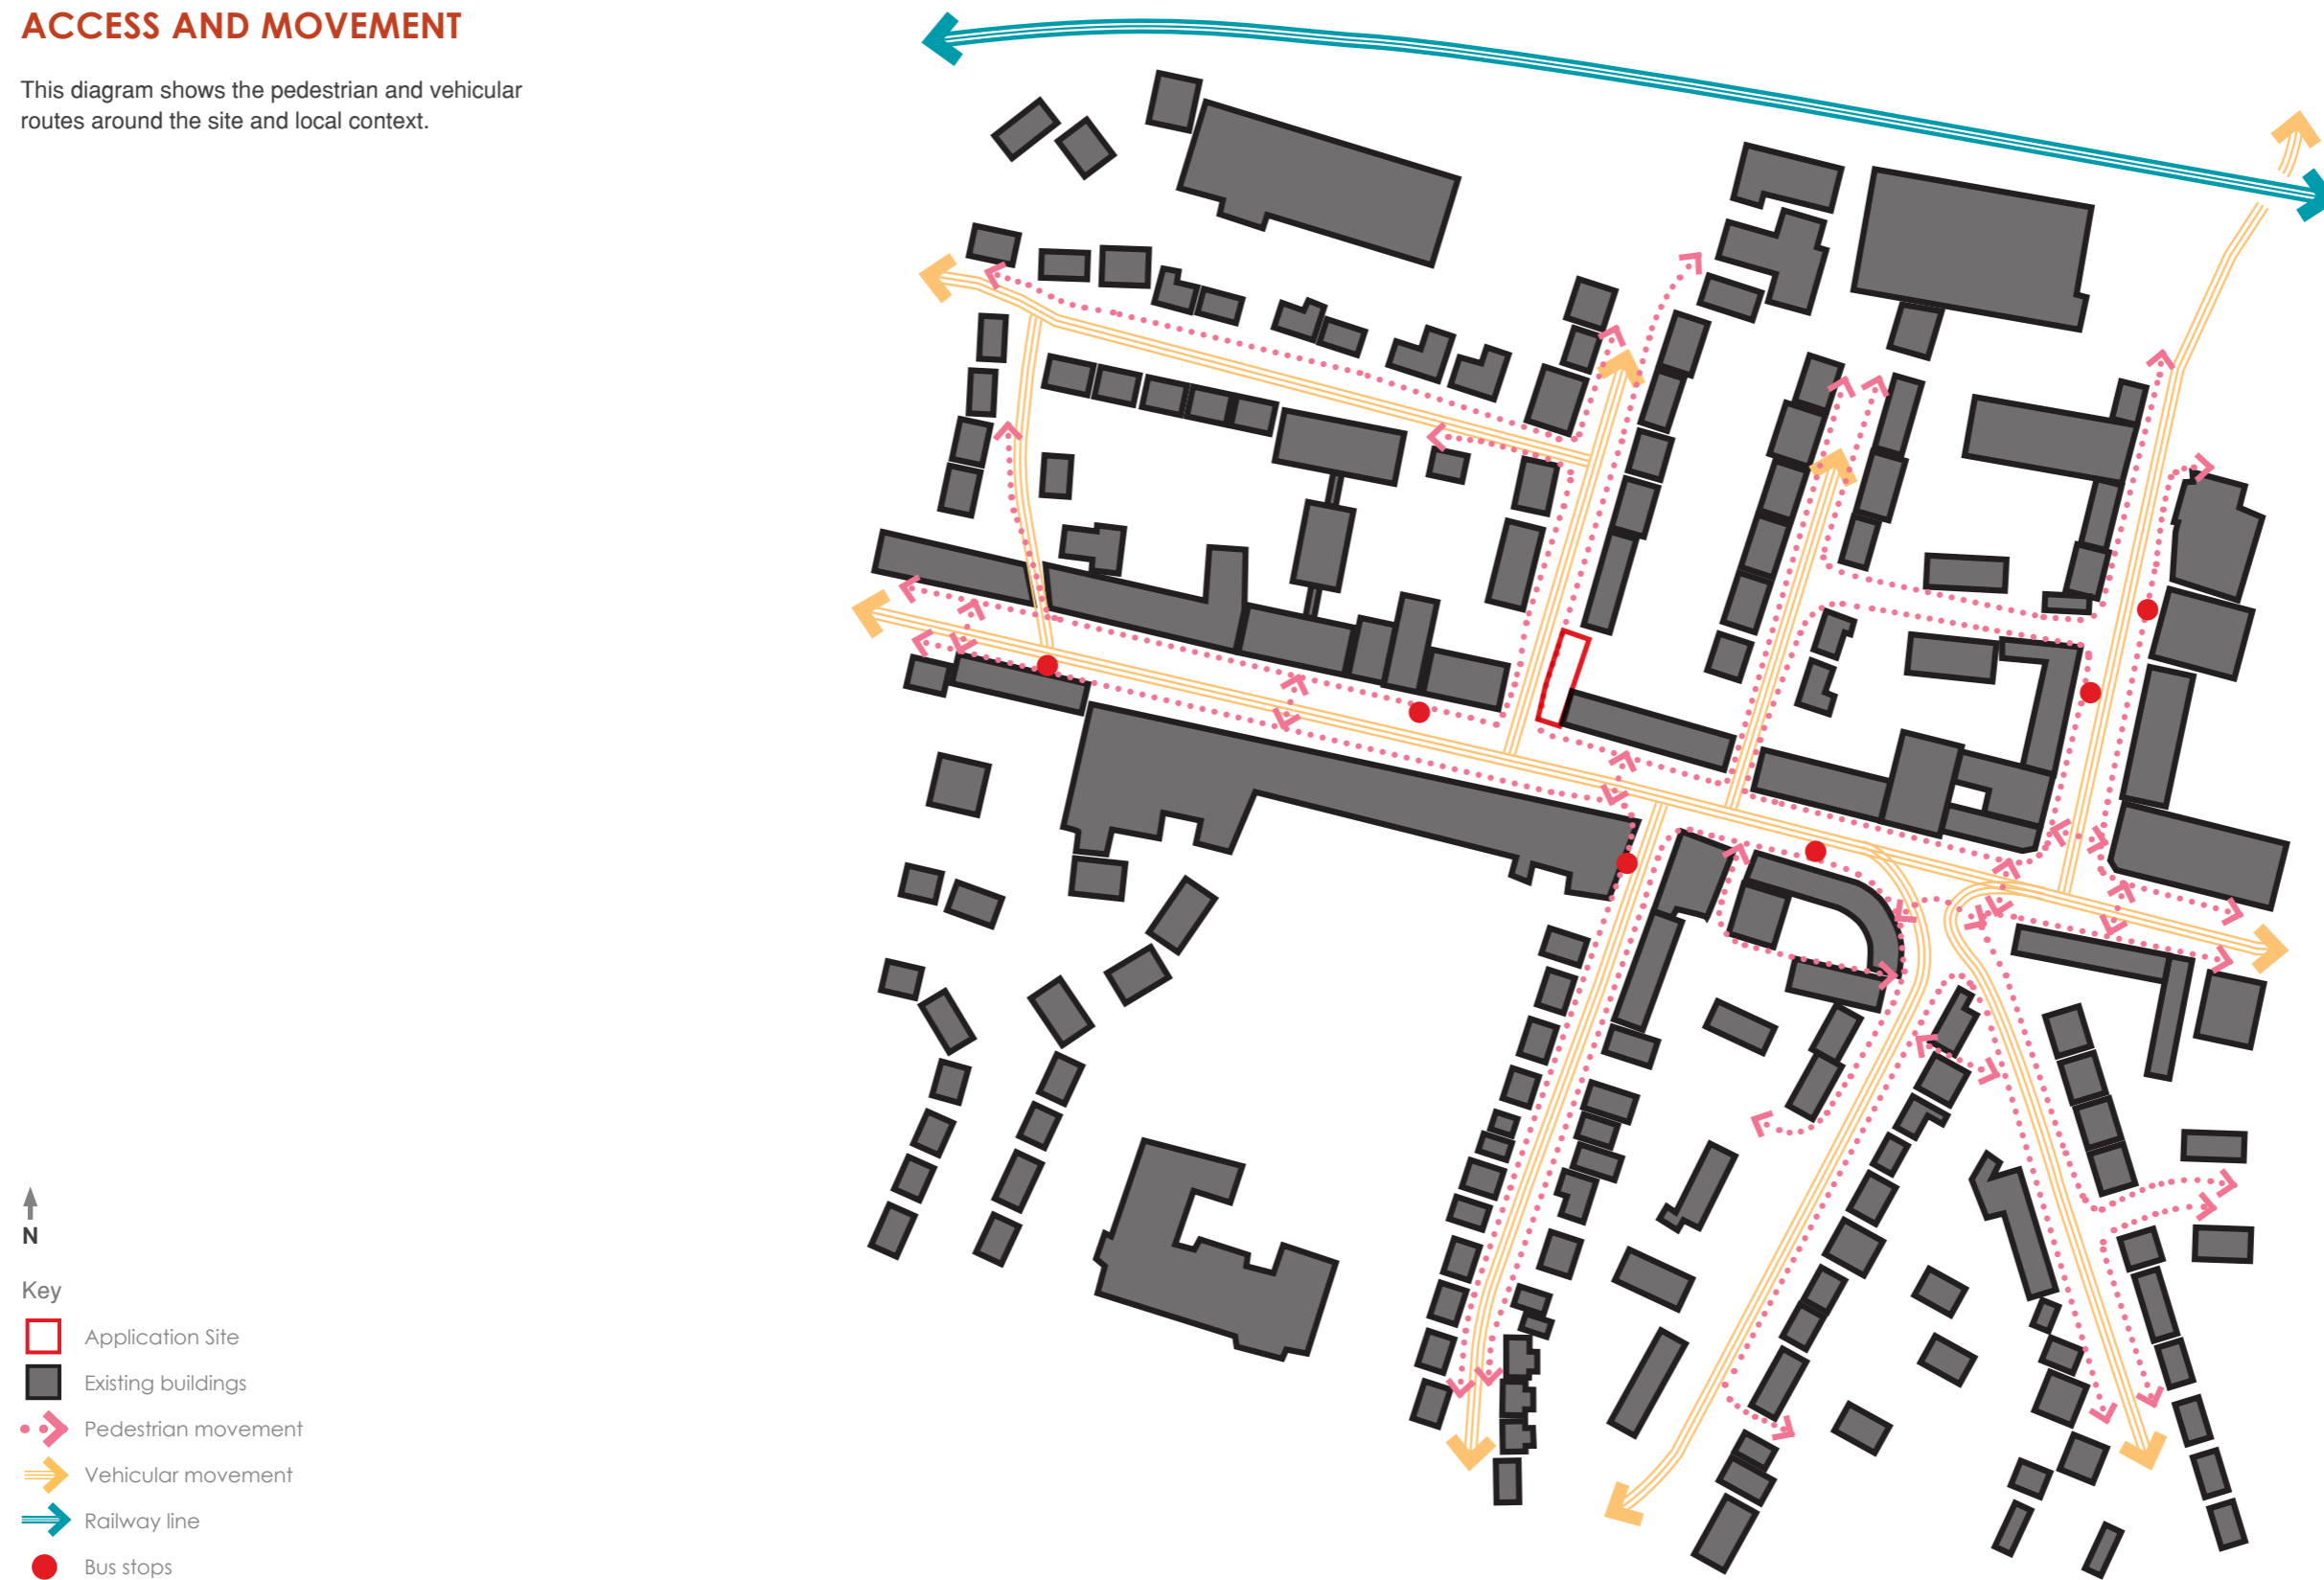 ACCESS AND MOVEMENT
This diagram shows the pedestrian and vehicular
routes around the site and local context.
N
Key
Application Site
Existing buildings
Pedestrian movement
Vehicular movement
Railway line
Bus stops